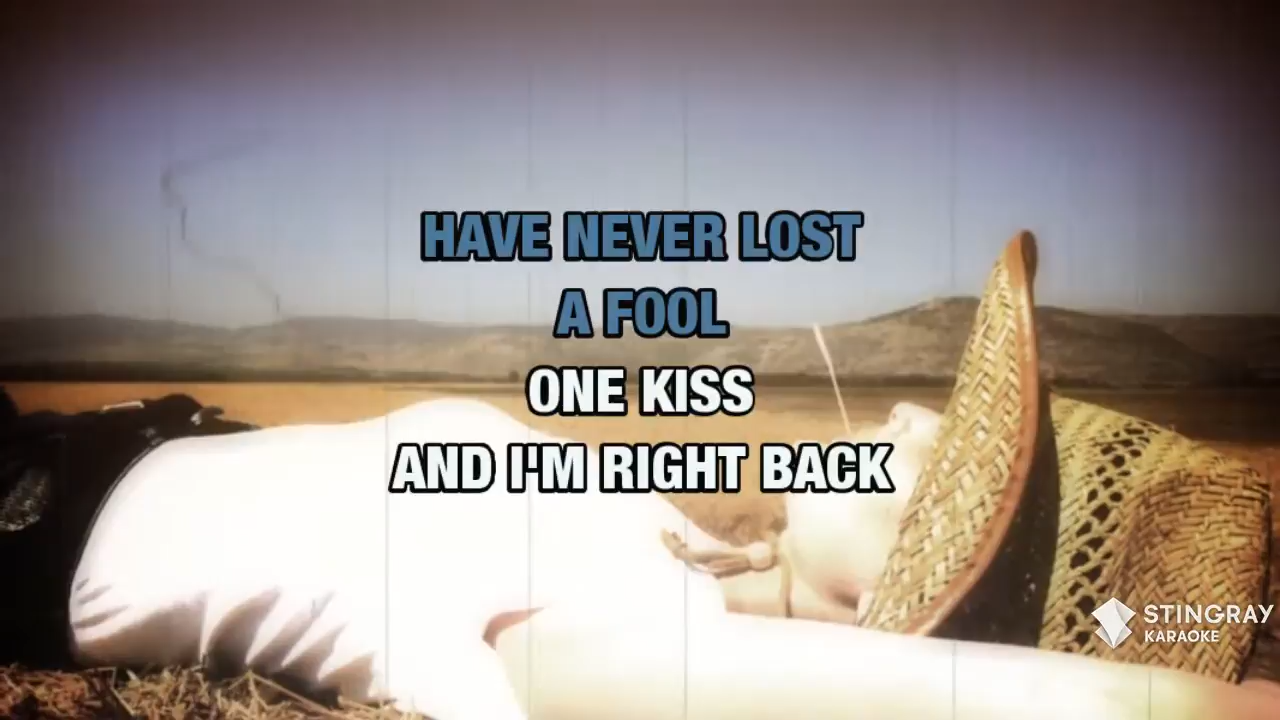 HAVE NEVER LOST
A FOOL
ONE KISS
AND I'M RIGHT BACK
STINGRAY
KARAOKE